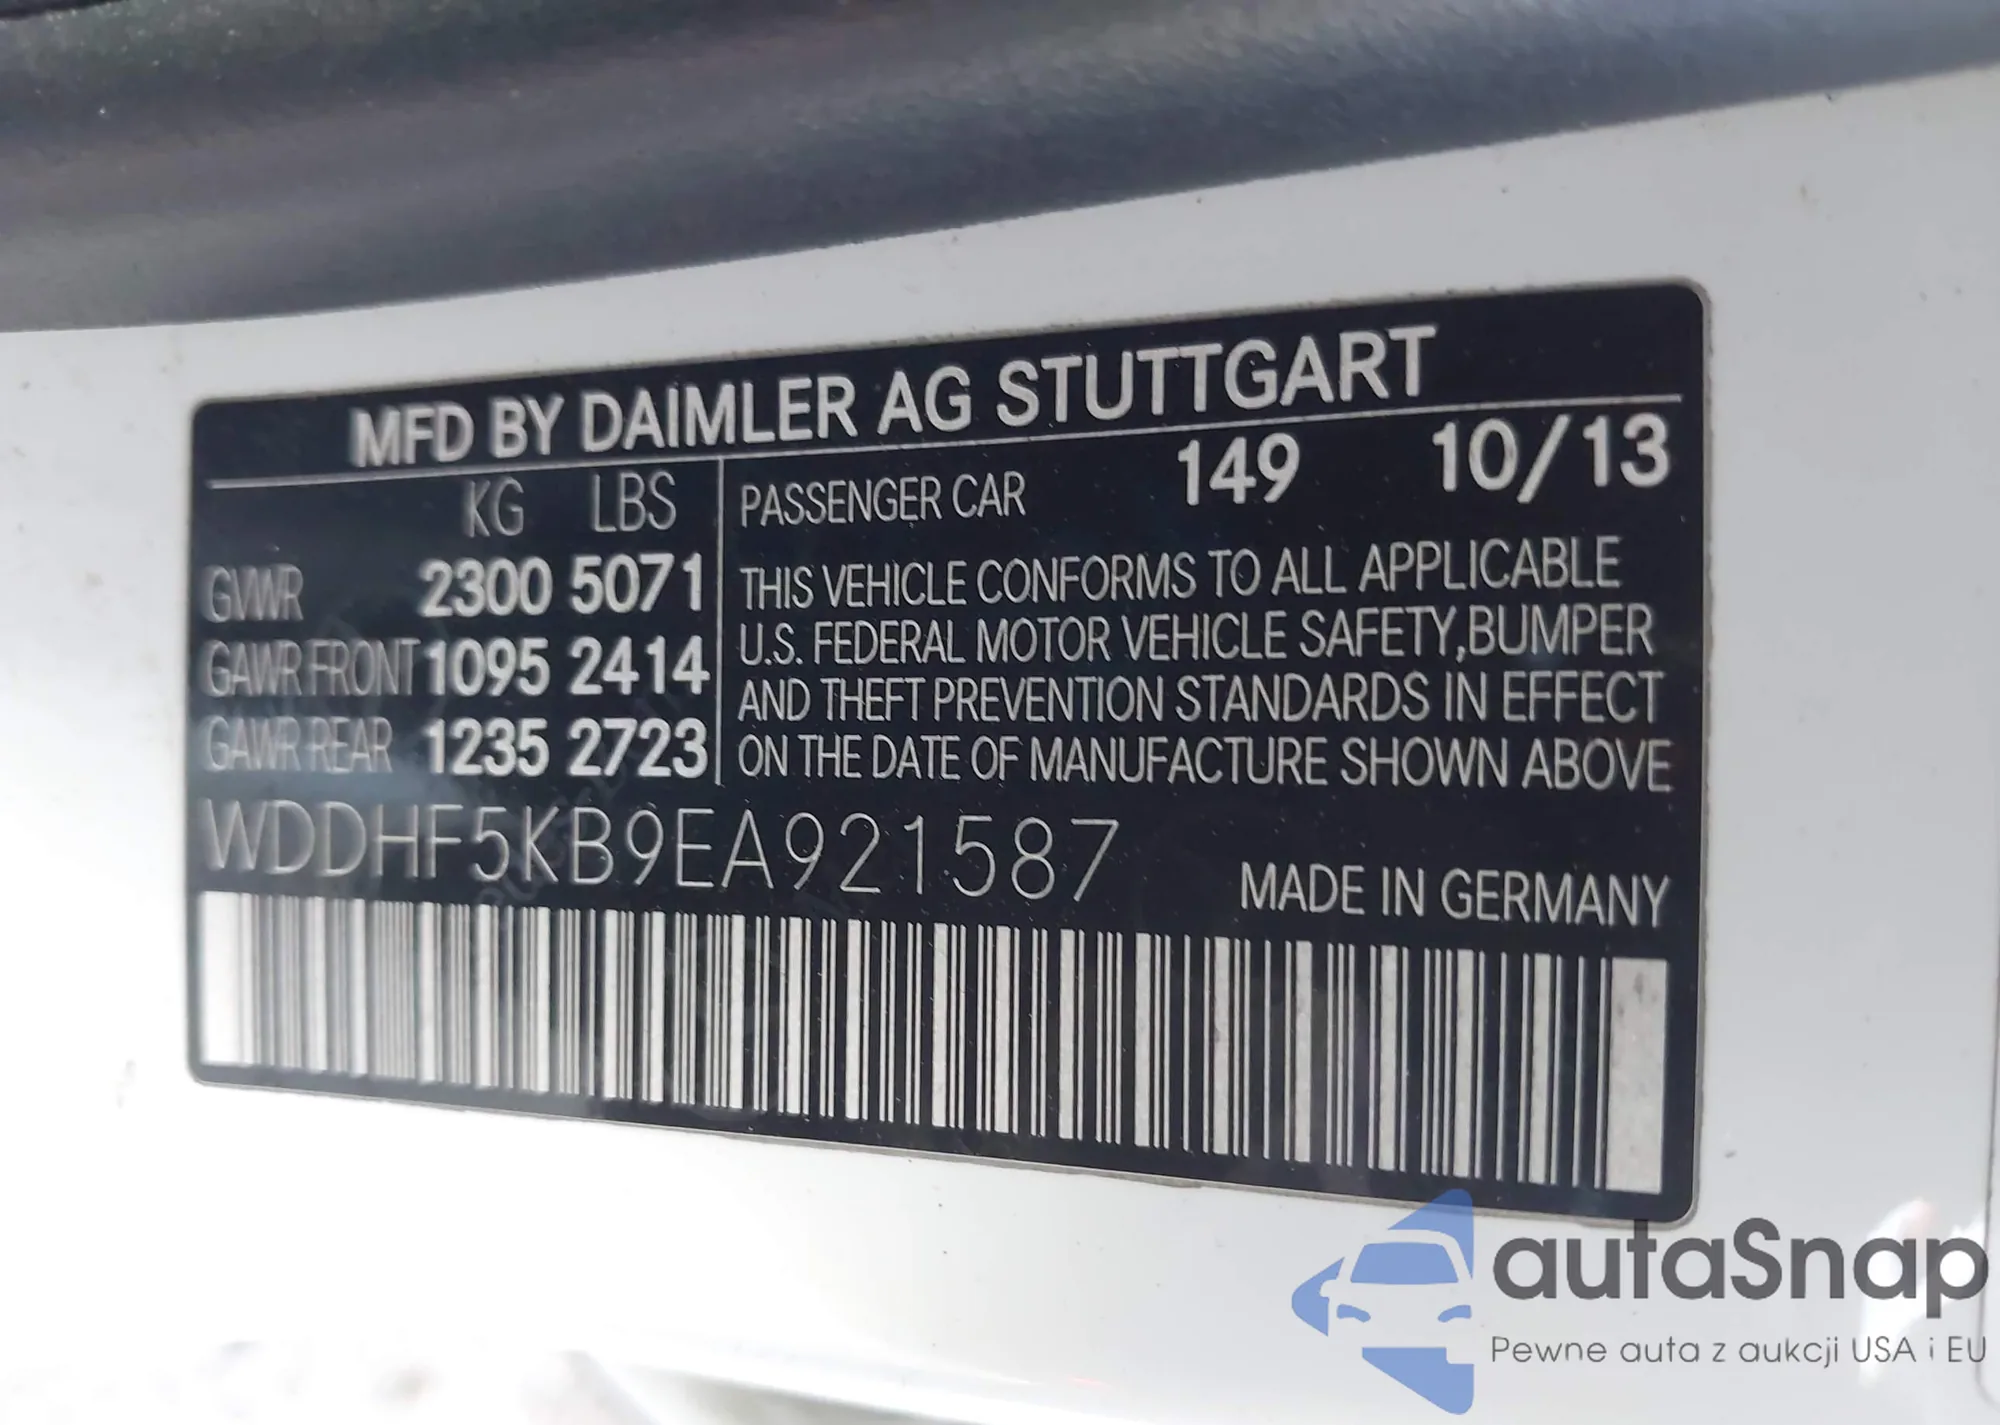 MFD BY DAIMLER AG STUTTGART
KG LBS
GVWR 2300 5071
GAWR FRONT 1095 2414
GAWR REAR 1235 2723
PASSENGER CAR 149 10/13
THIS VEHICLE CONFORMS TO ALL APPLICABLE
U.S. FEDERAL MOTOR VEHICLE SAFETY,BUMPER
AND THEFT PREVENTION STANDARDS IN EFFECT
ON THE DATE OF MANUFACTURE SHOWN ABOVE
WDDHF5KB9EA921587
MADE IN GERMANY
autaSnap
Pewne auta z aukcji USA i EU